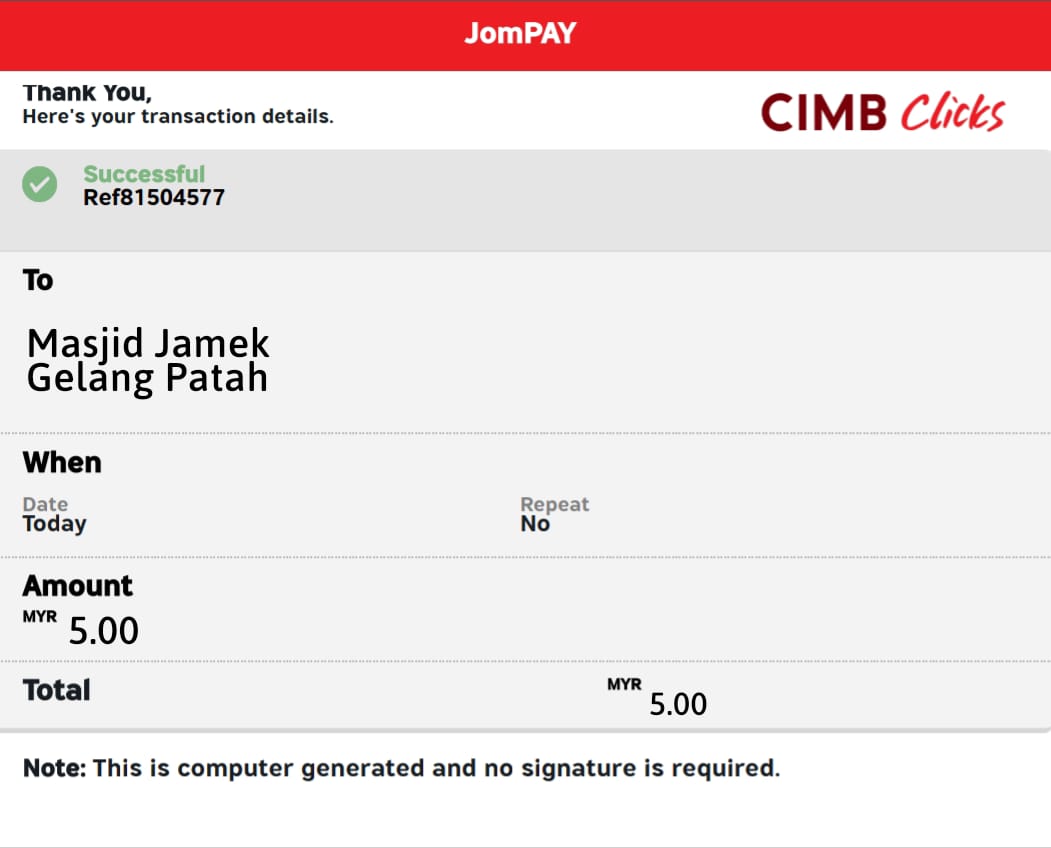 JomPAY
Thank You,
Here's your transaction details.
CIMB Clicks
Successful
Ref81504577
To
Masjid Jamek
Gelang Patah
When
Date
Today
Repeat
No
Amount
MYR 5.00
Total
MYR 5.00
Note: This is computer generated and no signature is required.